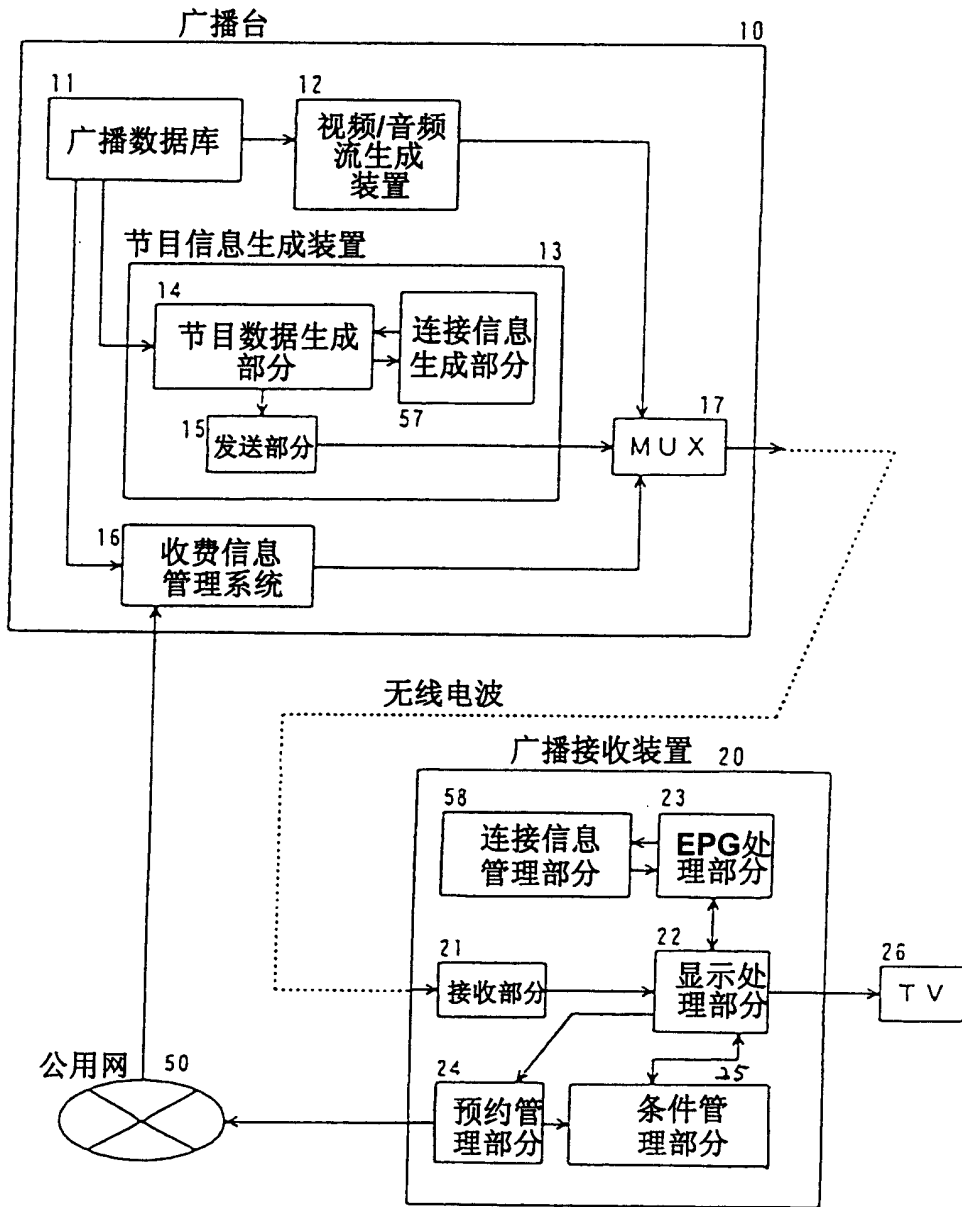 广播台
10
11
12
广播数据库
视频/音频
流生成
装置
节目信息生成装置
13
14
节目数据生成
部分
连接信息
生成部分
57
15
发送部分
17
MUX
16
收费信息
管理系统
无线电波
广播接收装置
20
58
连接信息
管理部分
23
EPG处
理部分
21
接收部分
22
显示处
理部分
26
TV
公用网
50
24
预约管
理部分
25
条件管
理部分